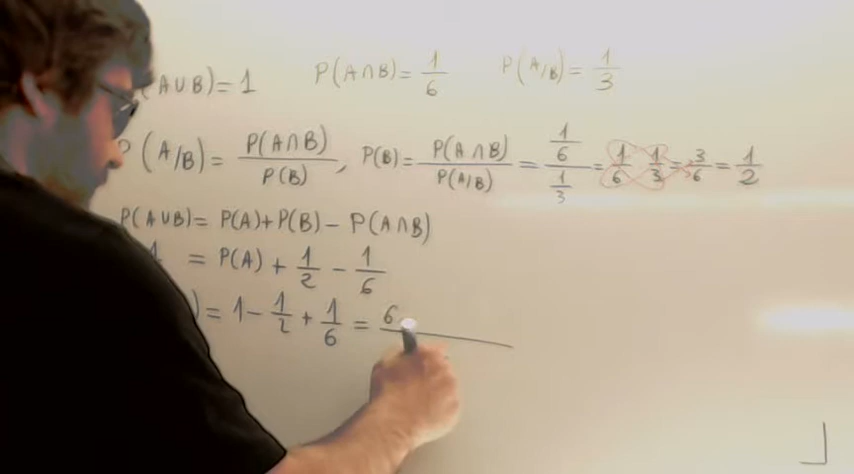 (A∪B)= 1 P(A∩B)= 1/6 P(A/B)= 1/3
P(A/B)= P(A∩B)/P(B), P(B)= P(A∩B)/P(A/B) = (1/6)/(1/3) = 1/6 1/3 = 3/6 = 1/2
P(A∪B)= P(A)+P(B)- P(A∩B)
1 = P(A) + 1/2 - 1/6
)= 1- 1/2 + 1/6 = 6